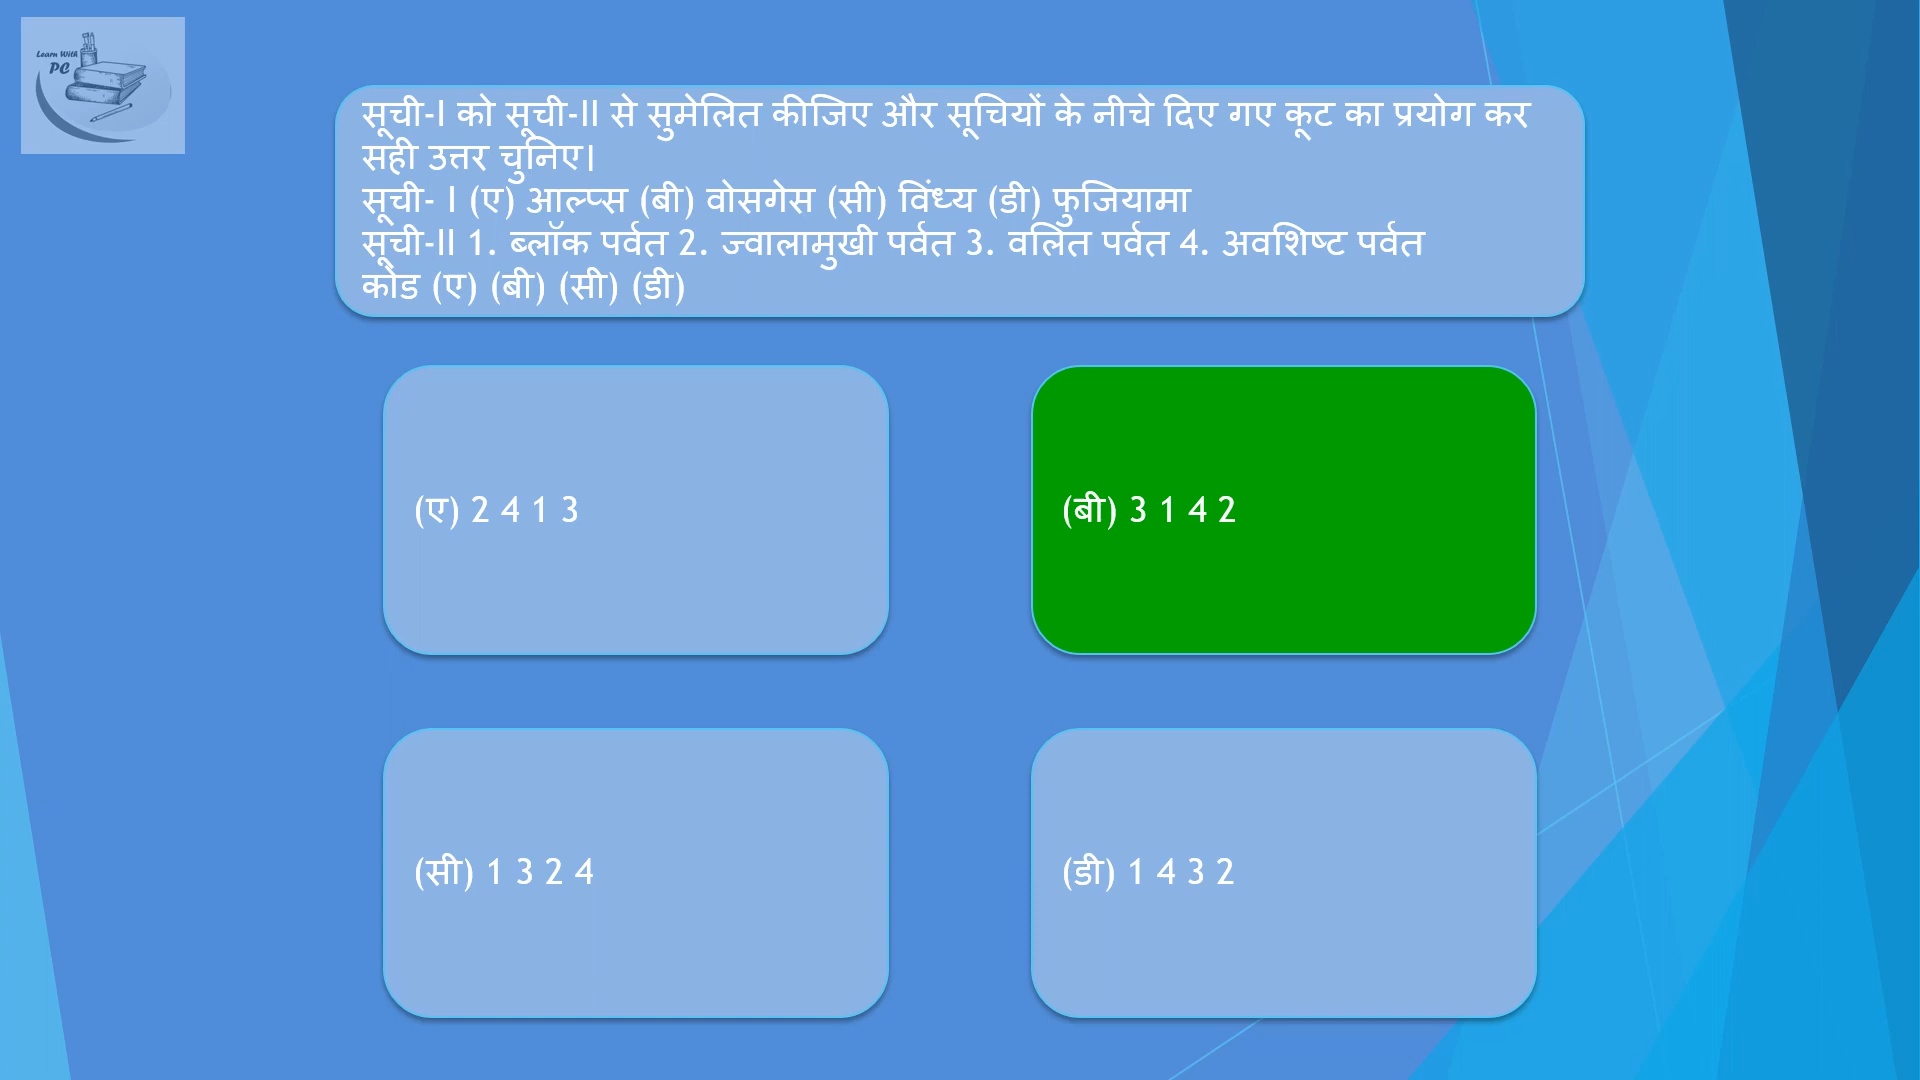 Learn With
PC
सूची-I को सूची-II से सुमेलित कीजिए और सूचियों के नीचे दिए गए कूट का प्रयोग कर
सही उत्तर चुनिए।
सूची- I (ए) आल्प्स (बी) वोसगेस (सी) विंध्य (डी) फुजियामा
सूची-II 1. ब्लॉक पर्वत 2. ज्वालामुखी पर्वत 3. वलित पर्वत 4. अवशिष्ट पर्वत
कोड (ए) (बी) (सी) (डी)
(ए) 2 4 1 3
(बी) 3 1 4 2
(सी) 1 3 2 4
(डी) 1 4 3 2